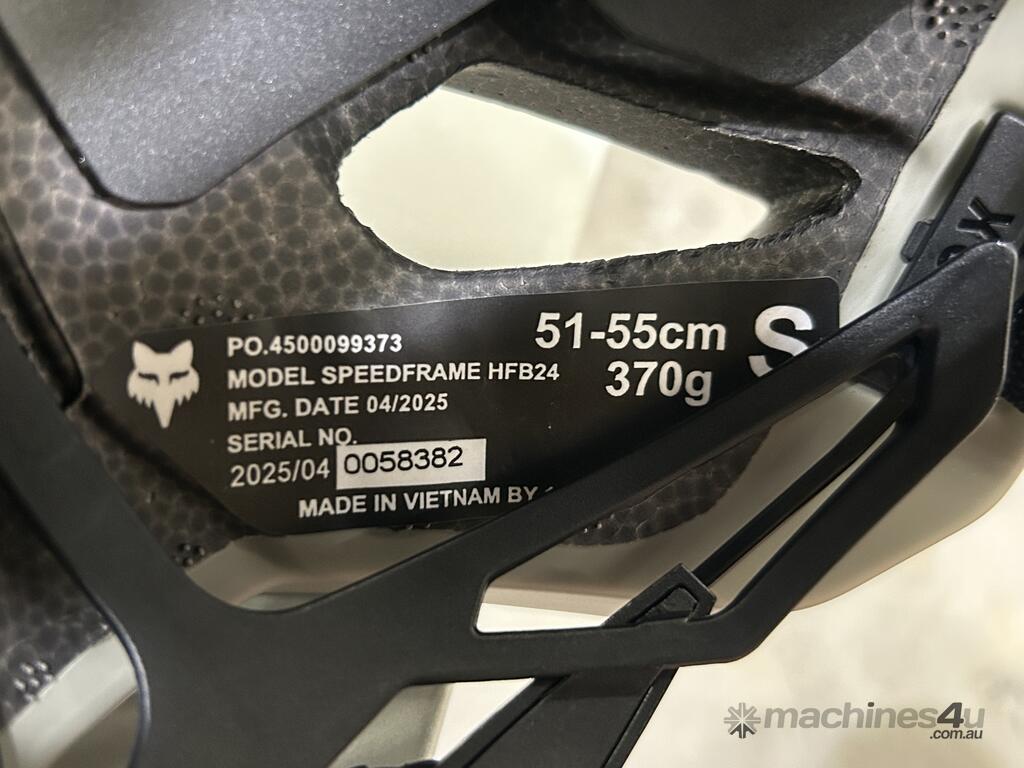 PO.4500099373
MODEL SPEEDFRAME HFB24
MFG. DATE 04/2025
SERIAL NO.
2025/04 0058382
MADE IN VIETNAM BY
51-55cm
370g
S
machines4u
.com.au